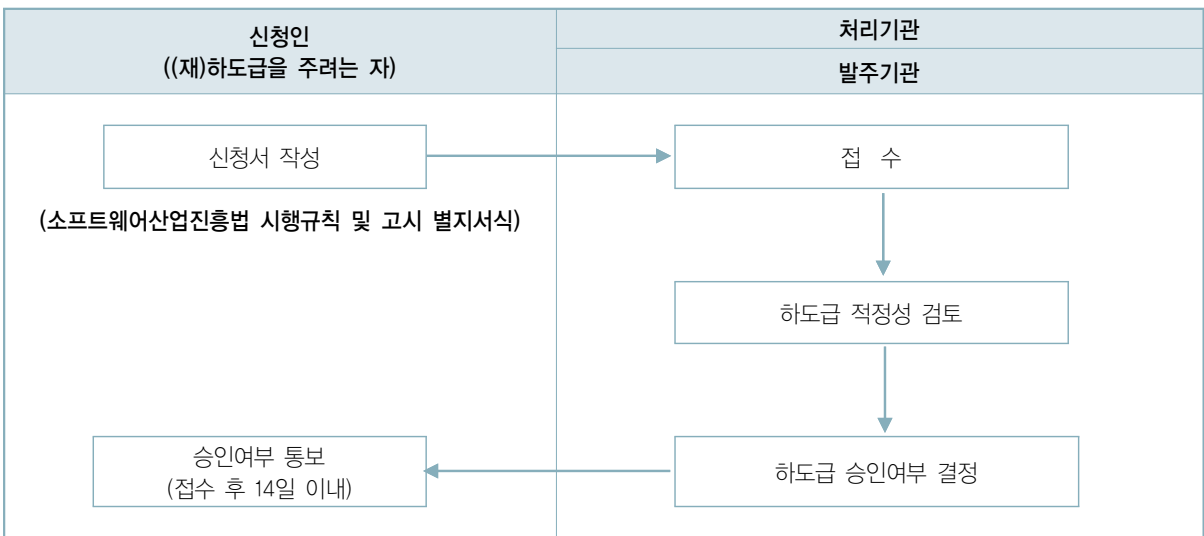 신청인
((재)하도급을 주려는 자)
처리기관
발주기관
신청서 작성
접 수
(소프트웨어산업진흥법 시행규칙 및 고시 별지서식)
하도급 적정성 검토
승인여부 통보
(접수 후 14일 이내)
하도급 승인여부 결정